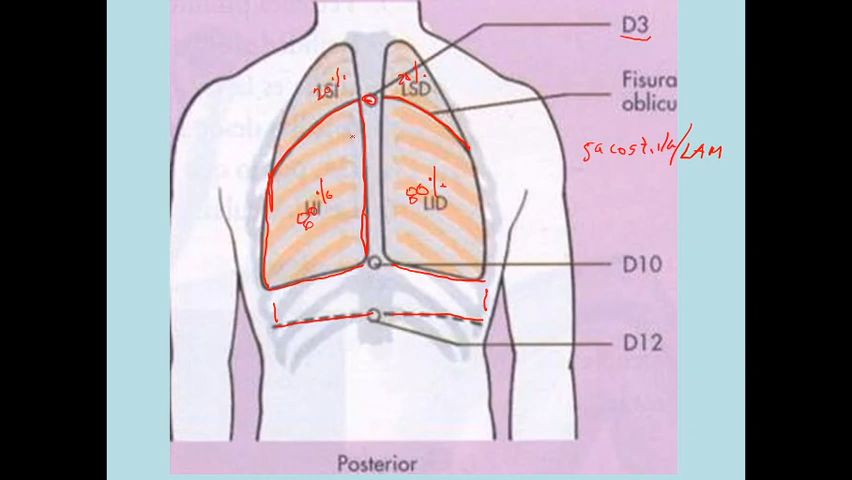 D3
20%
LSI
20%
LSD
Fisura
oblicu
5a costilla/LAM
80%
LII
80%
LID
D10
D12
Posterior